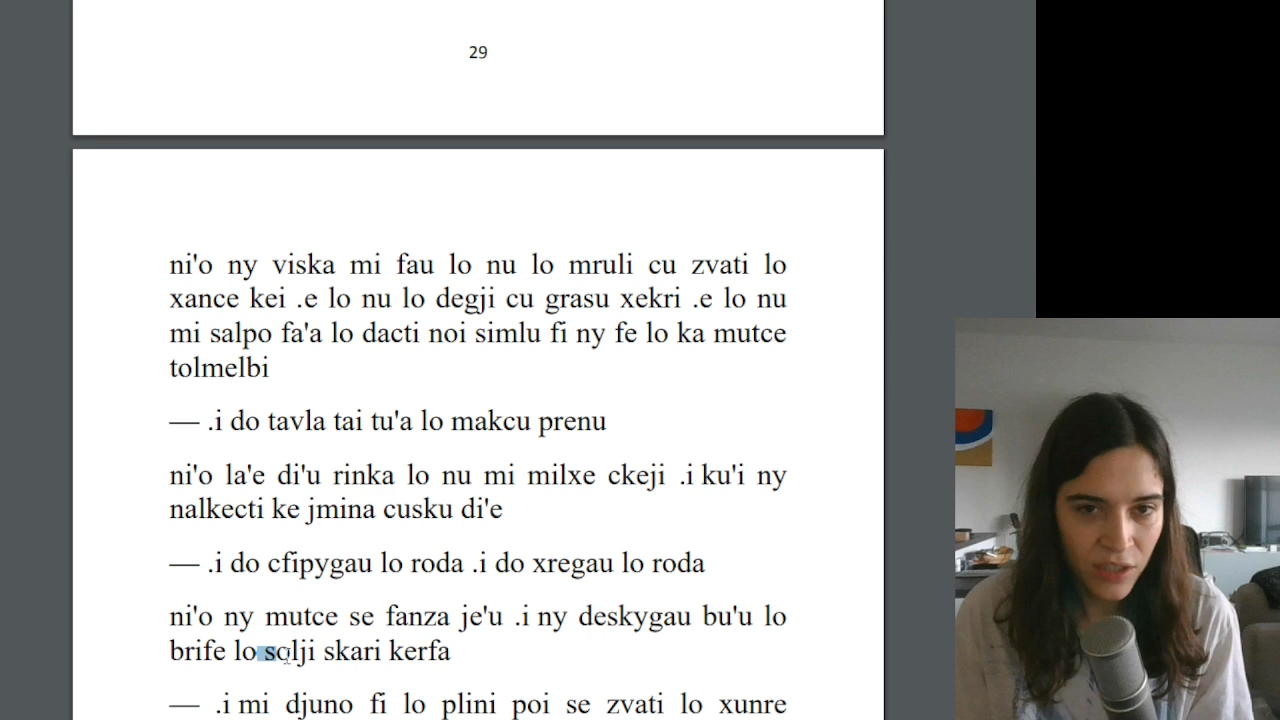 29
ni'o ny viska mi fau lo nu lo mruli cu zvati lo
xance kei .e lo nu lo degji cu grasu xekri .e lo nu
mi salpo fa'a lo dacti noi simlu fi ny fe lo ka mutce
tolmelbi
— .i do tavla tai tu'a lo makcu prenu
ni'o la'e di'u rinka lo nu mi milxe ckeji .i ku'i ny
nalkecti ke jmina cusku di'e
— .i do cfipygau lo roda .i do xregau lo roda
ni'o ny mutce se fanza je'u .i ny deskygau bu'u lo
brife lo solji skari kerfa
— .i mi djuno fi lo plini poi se zvati lo xunre